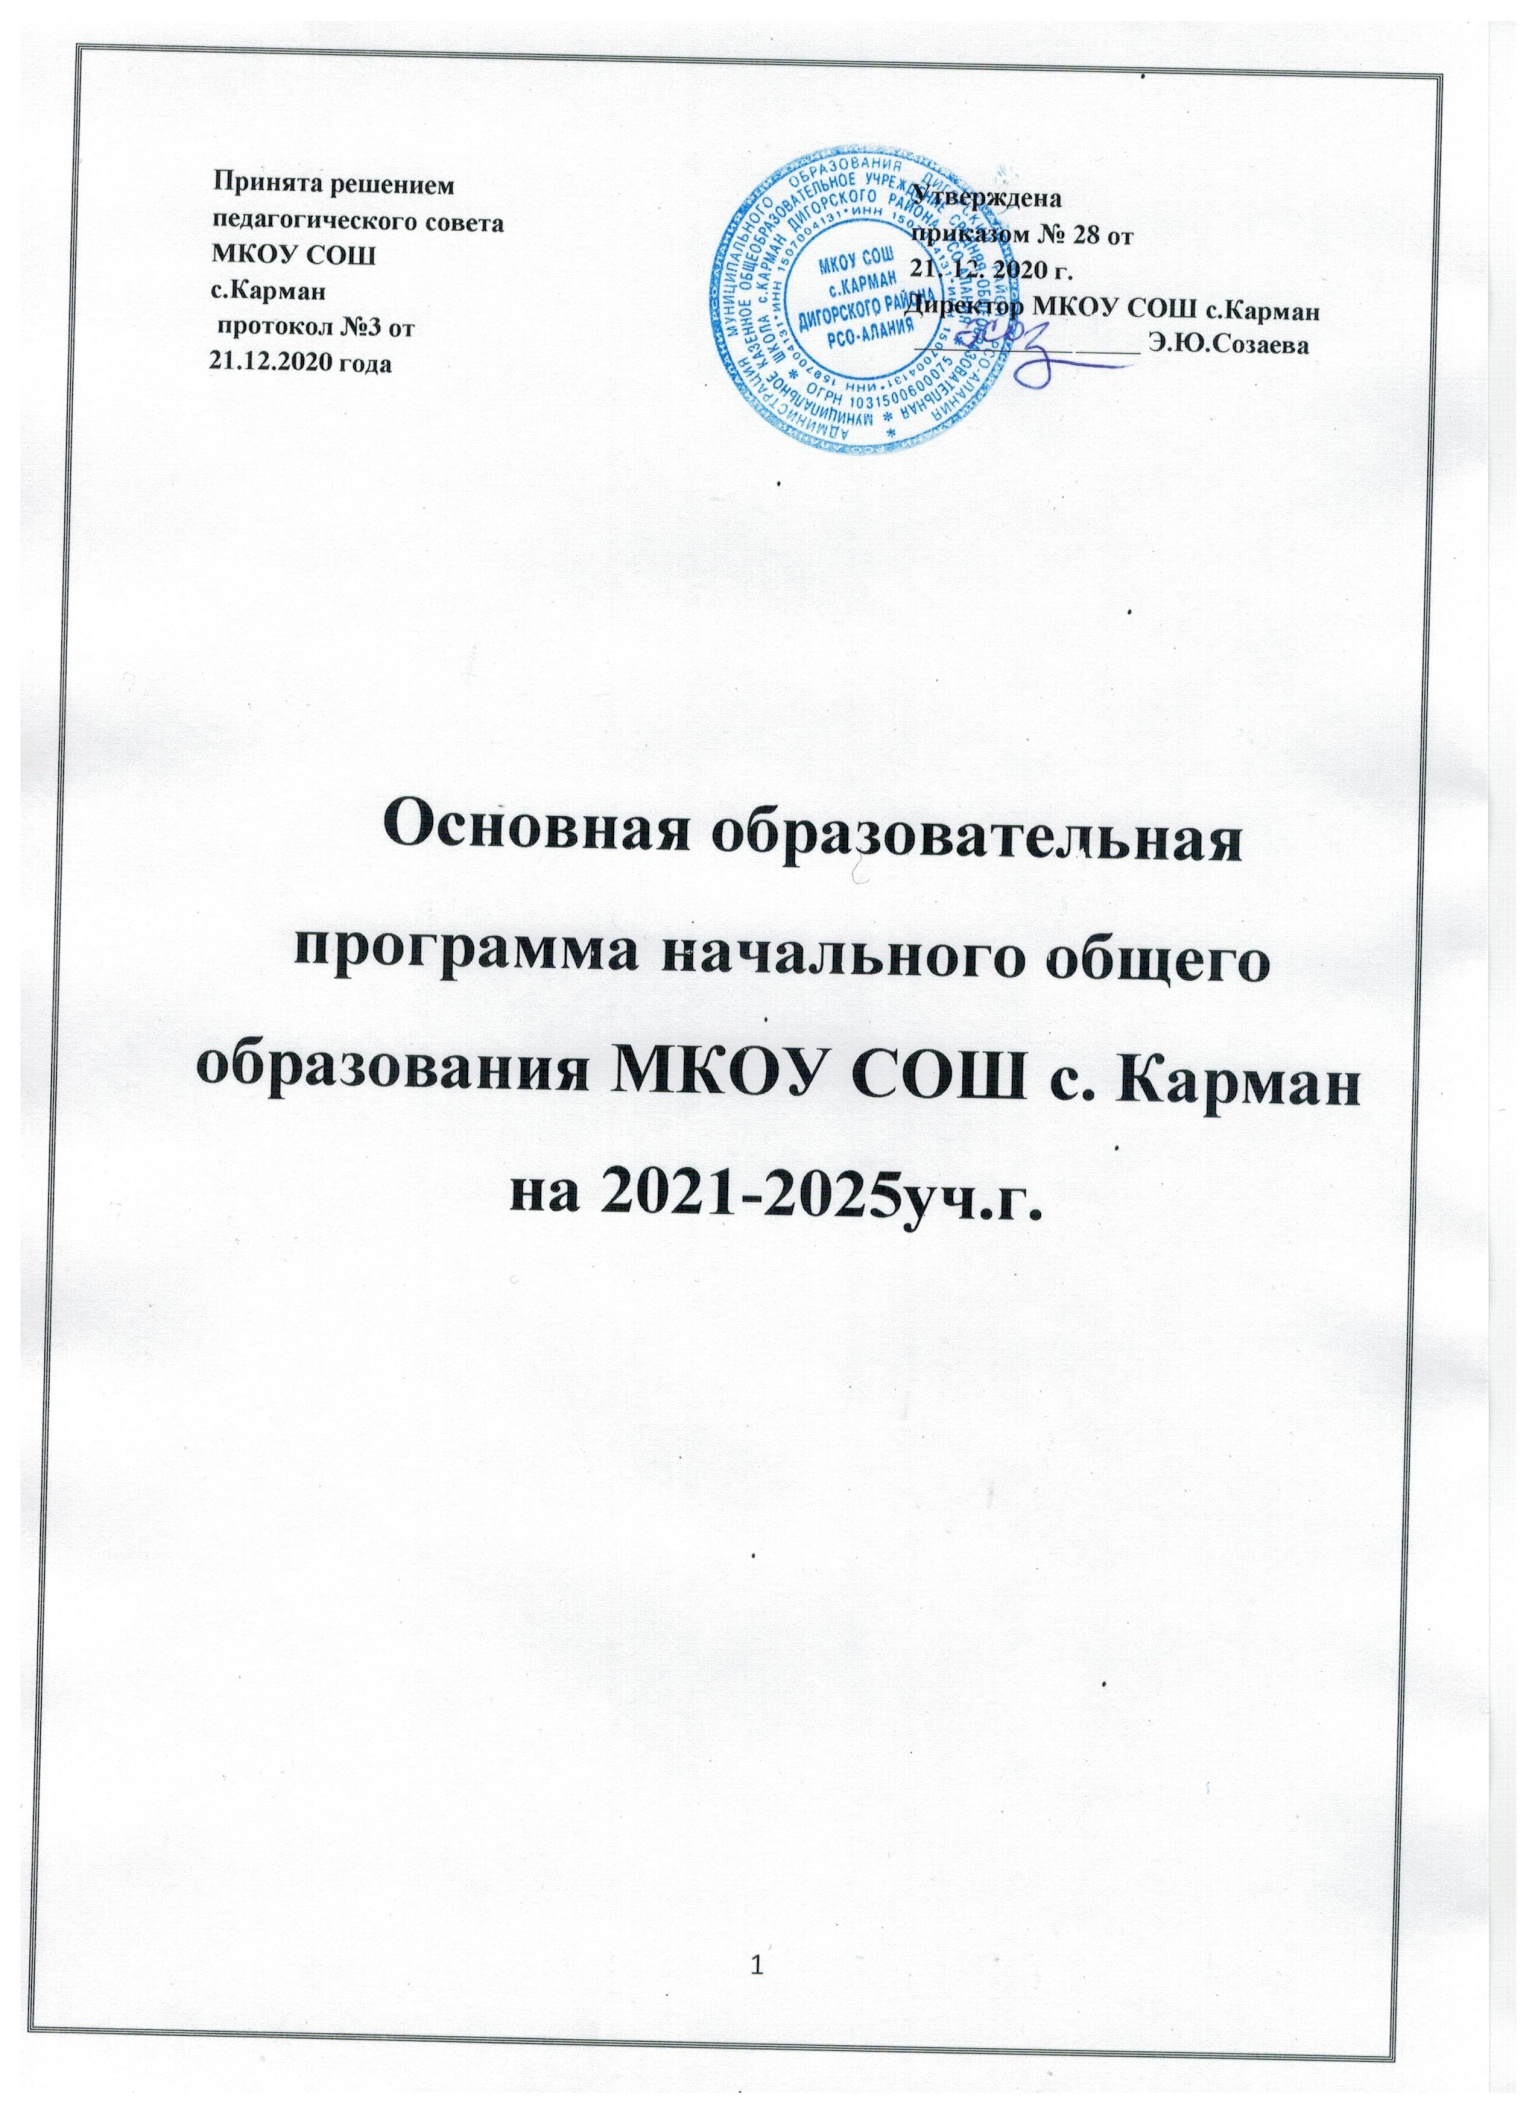 Принята решением
педагогического совета
МКОУ СОШ
с.Карман
протокол №3 от
21.12.2020 года
Утверждена
приказом № 28 от
21. 12. 2020 г.
Директор МКОУ СОШ с.Карман
Э.Ю.Созаева
МКОУ СОШ
с.КАРМАН
ДИГОРСКОГО РАЙОНА
РСО-АЛАНИЯ
Основная образовательная
программа начального общего
образования МКОУ СОШ с. Карман
на 2021-2025уч.г.
1